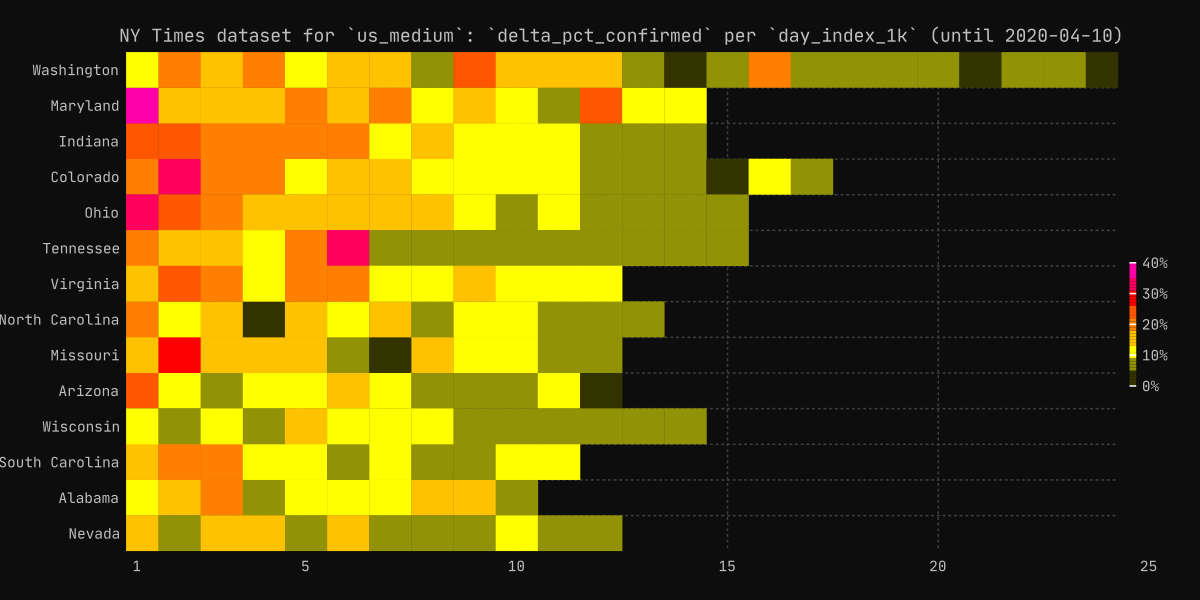 NY Times dataset for `us_medium`: `delta_pct_confirmed` per `day_index_1k` (until 2020-04-10)
Washington
Maryland
Indiana
Colorado
Ohio
Tennessee
Virginia
North Carolina
Missouri
Arizona
Wisconsin
South Carolina
Alabama
Nevada
40%
30%
20%
10%
0%
1 5 10 15 20 25